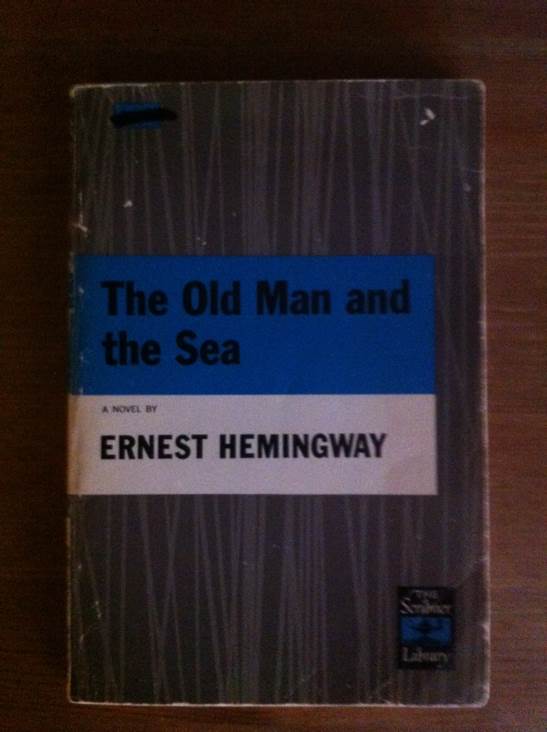 The Old Man and
the Sea
A NOVEL BY
ERNEST HEMINGWAY
THE
Scribner
Library